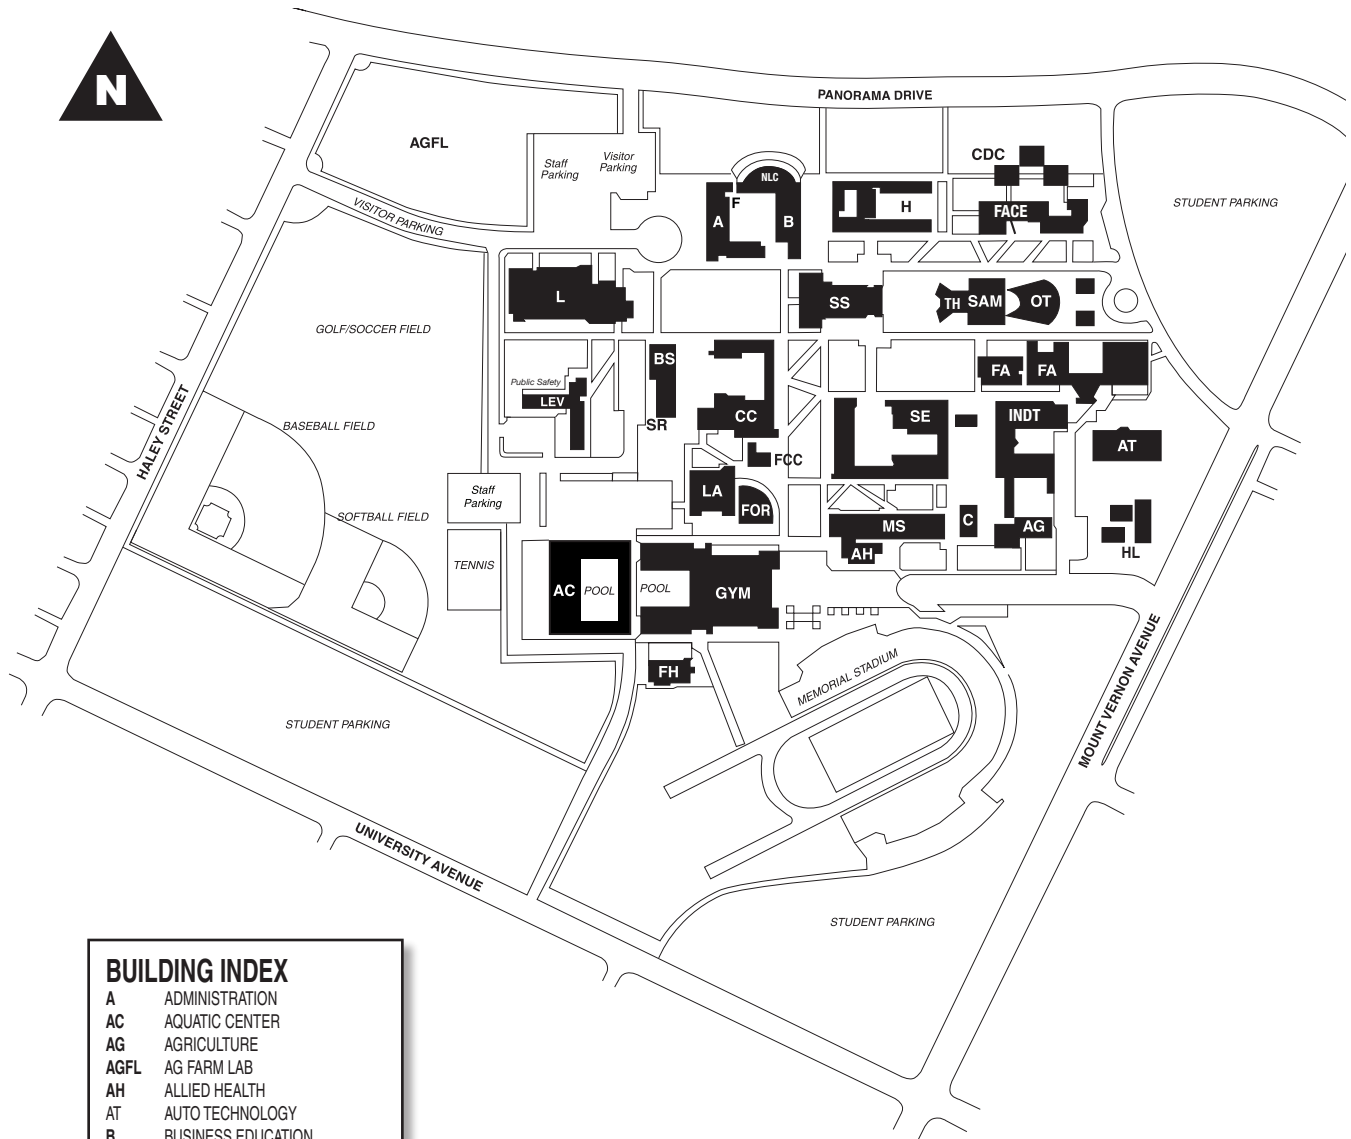 N
PANORAMA DRIVE
AGFL
Staff
Parking
Visitor
Parking
CDC
NLC
F
A
B
H
FACE
STUDENT PARKING
VISITOR PARKING
L
SS
TH
SAM
OT
GOLF/SOCCER FIELD
BS
FA
FA
Public Safety
LEV
SR
CC
SE
INDT
HALEY STREET
BASEBALL FIELD
AT
FCC
LA
FOR
Staff
Parking
SOFTBALL FIELD
MS
C
AG
AH
HL
TENNIS
AC
POOL
POOL
GYM
FH
MEMORIAL STADIUM
MOUNT VERNON AVENUE
STUDENT PARKING
UNIVERSITY AVENUE
STUDENT PARKING
BUILDING INDEX
A ADMINISTRATION
AC AQUATIC CENTER
AG AGRICULTURE
AGFL AG FARM LAB
AH ALLIED HEALTH
AT AUTO TECHNOLOGY
B BUSINESS EDUCATION